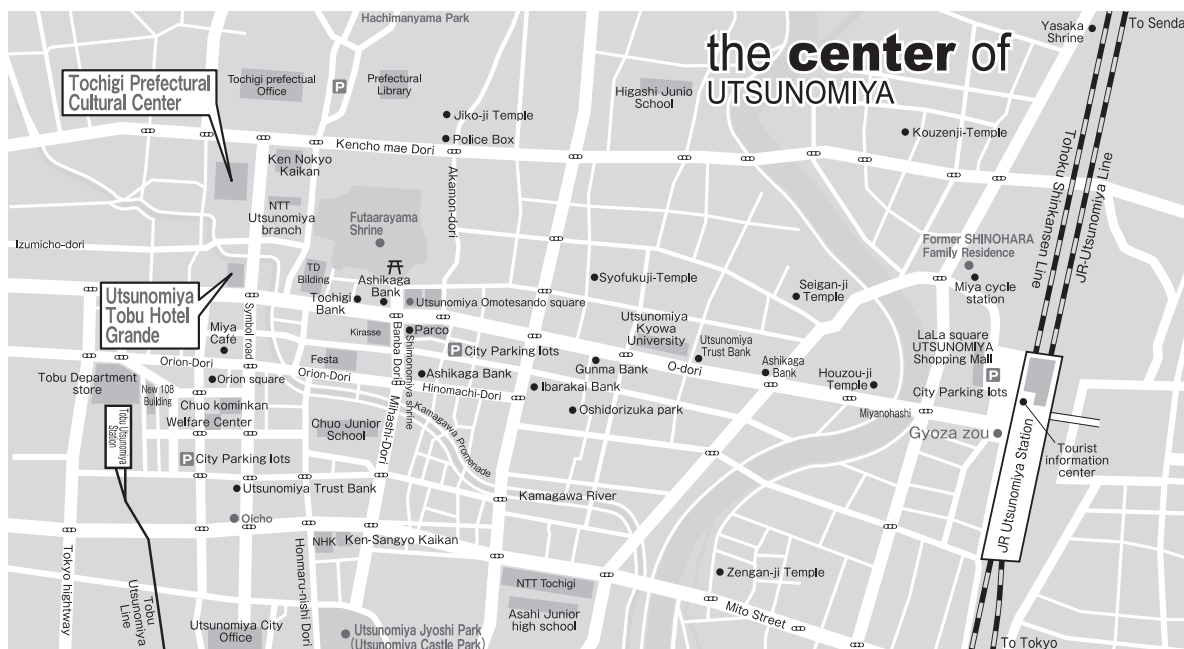 Hachimanyama Park
the center of
UTSUNOMIYA
Yasaka
Shrine
To Senda
Tochigi Prefectural
Cultural Center
Tochigi prefectual
Office
P
Prefectural
Library
Higashi Junio
School
Jiko-ji Temple
Police Box
Kouzenji-Temple
Kencho mae Dori
Ken Nokyo
Kaikan
Akamon-dori
Tohoku Shinkansen Line
JR-Utsunomiya Line
NTT
Utsunomiya
branch
Futaarayama
Shrine
Izumicho-dori
Former SHINOHARA
Family Residence
Miya cycle
station
TD
Bilding
Ashikaga
Bank
Syofukuji-Temple
Seigan-ji
Temple
Utsunomiya
Tobu Hotel
Grande
Tochigi
Bank
Utsunomiya Omotesando square
Symbol road
Miya
Café
Kirasse
Banba Dori
Parco
Shimonomiya shrine
P
City Parking lots
Utsunomiya
Kyowa
University
Utsunomiya
Trust Bank
LaLa square
UTSUNOMIYA
Shopping Mall
P
City Parking lots
Orion-Dori
Festa
Orion-Dori
Ashikaga Bank
Hinomachi-Dori
Gunma Bank
O-dori
Ashikaga
Bank
Houzou-ji
Temple
Tobu Department
store
New 108
Building
Orion square
Ibarakai Bank
Chuo kominkan
Welfare Center
Oshidorizuka park
Miyanohashi
Gyoza zou
Tobu Utsunomiya
Station
Chuo Junior
School
Mihashi-Dori
Kamagawa Promenade
JR Utsunomiya Station
Tourist
information
center
P
City Parking lots
Utsunomiya Trust Bank
Kamagawa River
Oicho
NHK
Ken-Sangyo Kaikan
Tokyo hightway
Tobu
Utsunomiya
Line
Honmaru-nishi Dori
NTT Tochigi
Zengan-ji Temple
Utsunomiya City
Office
Utsunomiya Jyoshi Park
(Utsunomiya Castle Park)
Asahi Junior
high school
Mito Street
To Tokyo